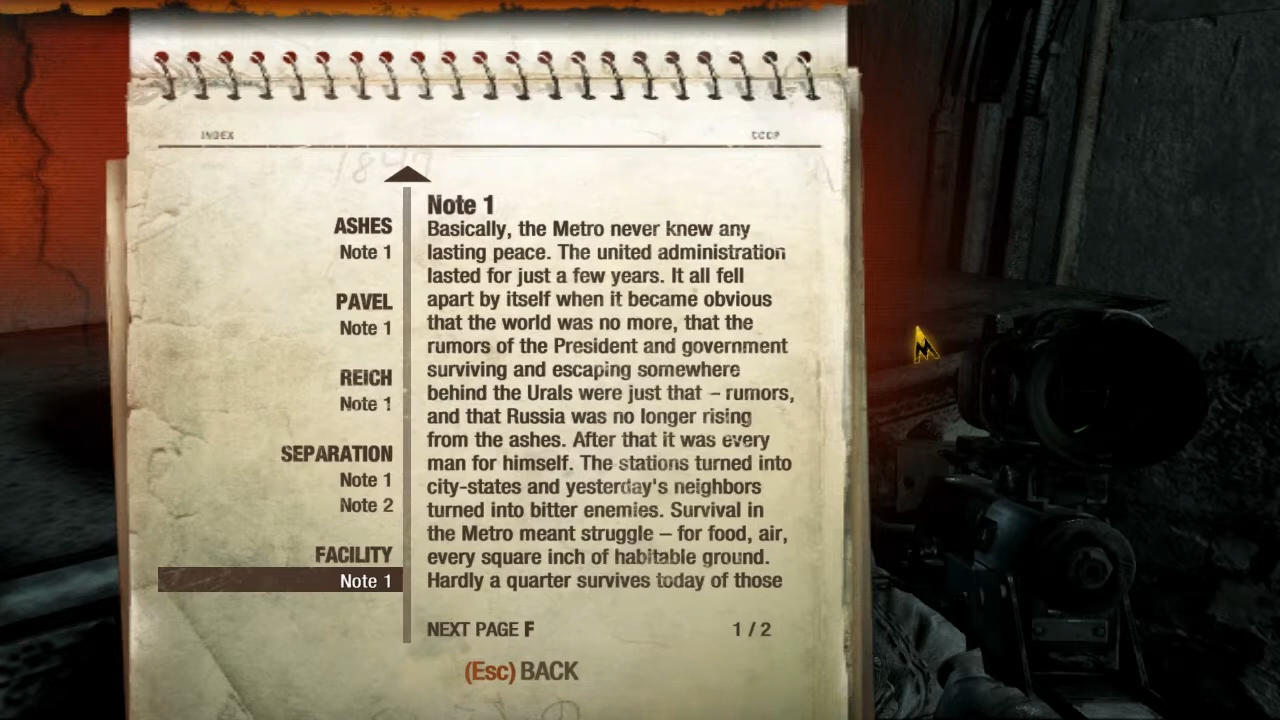 INDEX
CCCP
ASHES
Note 1
PAVEL
Note 1
REICH
Note 1
SEPARATION
Note 1
Note 2
FACILITY
Note 1
Note 1
Basically, the Metro never knew any
lasting peace. The united administration
lasted for just a few years. It all fell
apart by itself when it became obvious
that the world was no more, that the
rumors of the President and government
surviving and escaping somewhere
behind the Urals were just that – rumors,
and that Russia was no longer rising
from the ashes. After that it was every
man for himself. The stations turned into
city-states and yesterday's neighbors
turned into bitter enemies. Survival in
the Metro meant struggle – for food, air,
every square inch of habitable ground.
Hardly a quarter survives today of those
NEXT PAGE F 1 / 2
(Esc) BACK